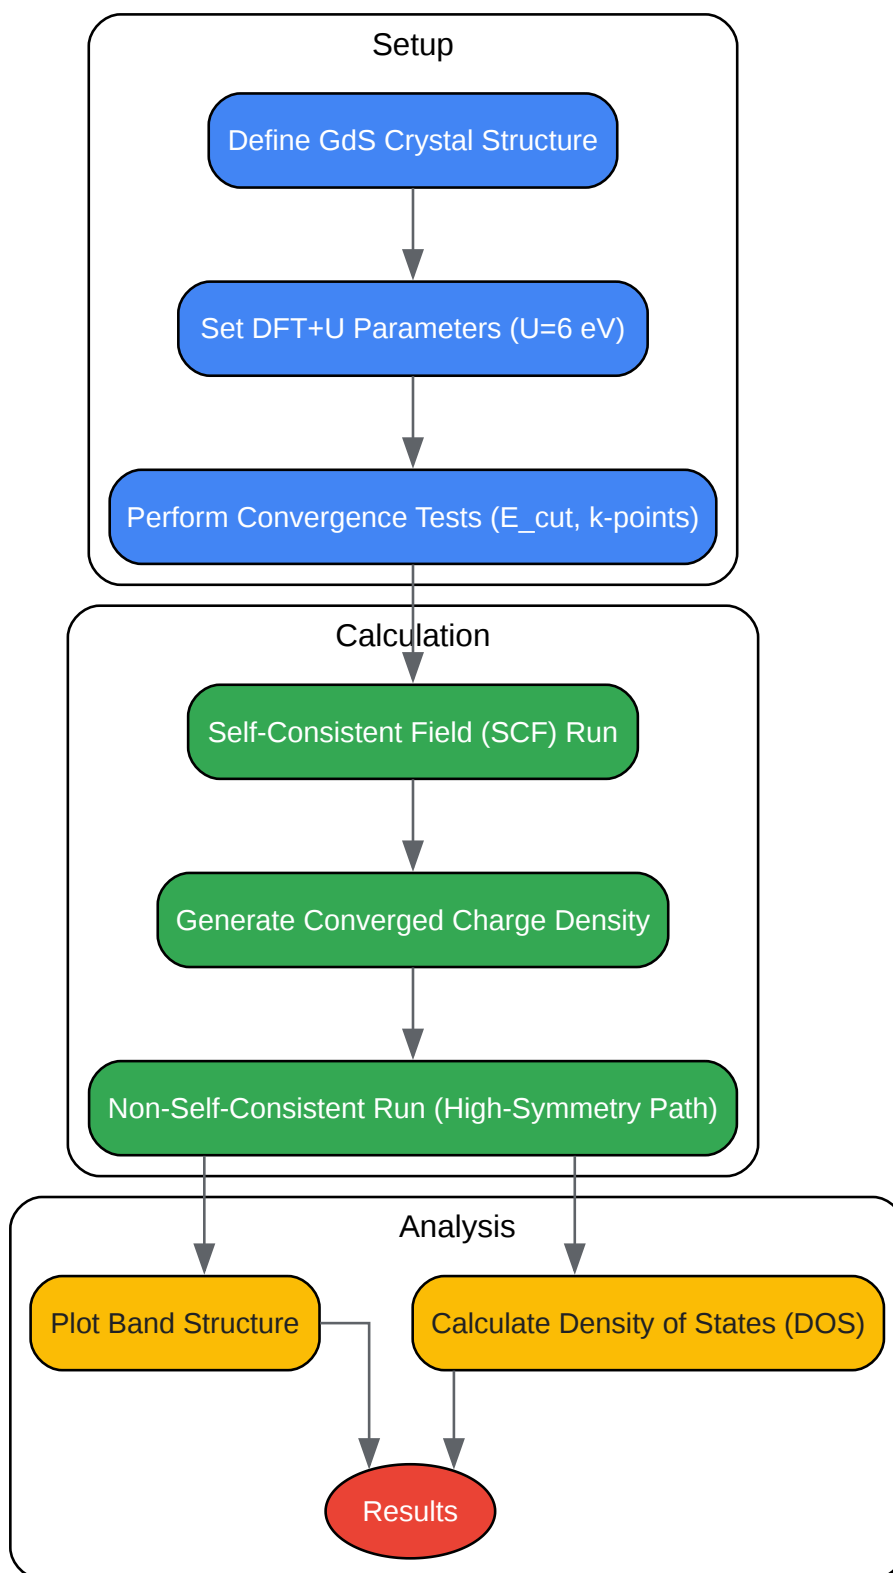 Setup
Define GdS Crystal Structure
Set DFT+U Parameters (U=6 eV)
Perform Convergence Tests (E_cut, k-points)
Calculation
Self-Consistent Field (SCF) Run
Generate Converged Charge Density
Non-Self-Consistent Run (High-Symmetry Path)
Analysis
Plot Band Structure
Calculate Density of States (DOS)
Results